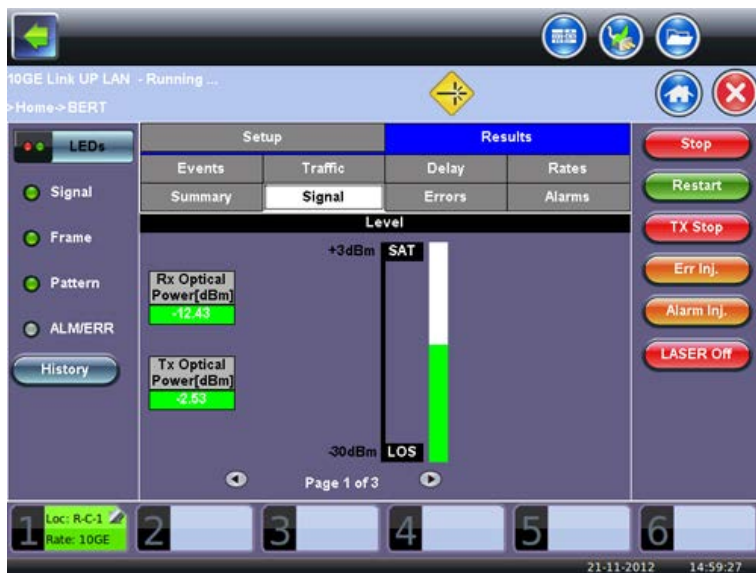 10GE Link UP LAN - Running ...
>Home->BERT
LEDs
Signal
Frame
Pattern
ALM/ERR
History
Setup
Results
Events
Traffic
Delay
Rates
Summary
Signal
Errors
Alarms
Level
+3dBm SAT
Rx Optical
Power[dBm]
-12.43
Tx Optical
Power[dBm]
-2.53
-30dBm LOS
Page 1 of 3
Stop
Restart
TX Stop
Err Inj.
Alarm Inj.
LASER Off
1
Loc: R-C-1
Rate: 10GE
2
3
4
5
6
21-11-2012 14:59:27